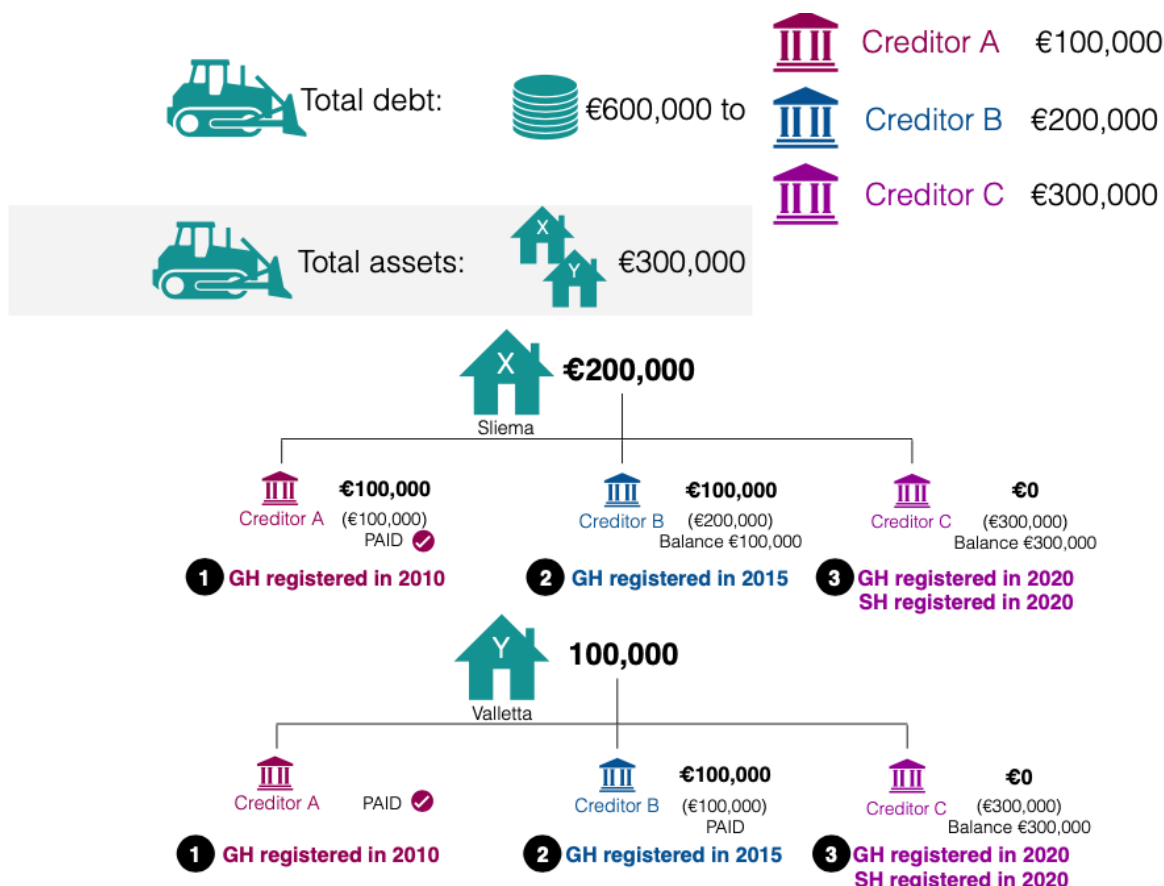 Total debt: €600,000 to
Creditor A €100,000
Creditor B €200,000
Creditor C €300,000
Total assets: X Y €300,000
X €200,000
Sliema
Creditor A €100,000
(€100,000)
PAID
1 GH registered in 2010
Creditor B €100,000
(€200,000)
Balance €100,000
2 GH registered in 2015
Creditor C €0
(€300,000)
Balance €300,000
3 GH registered in 2020
SH registered in 2020
Y 100,000
Valletta
Creditor A PAID
1 GH registered in 2010
Creditor B €100,000
(€100,000)
PAID
2 GH registered in 2015
Creditor C €0
(€300,000)
Balance €300,000
3 GH registered in 2020
SH registered in 2020